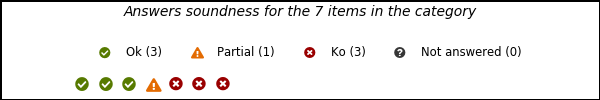 Answers soundness for the 7 items in the category
Ok (3) Partial (1) Ko (3) Not answered (0)